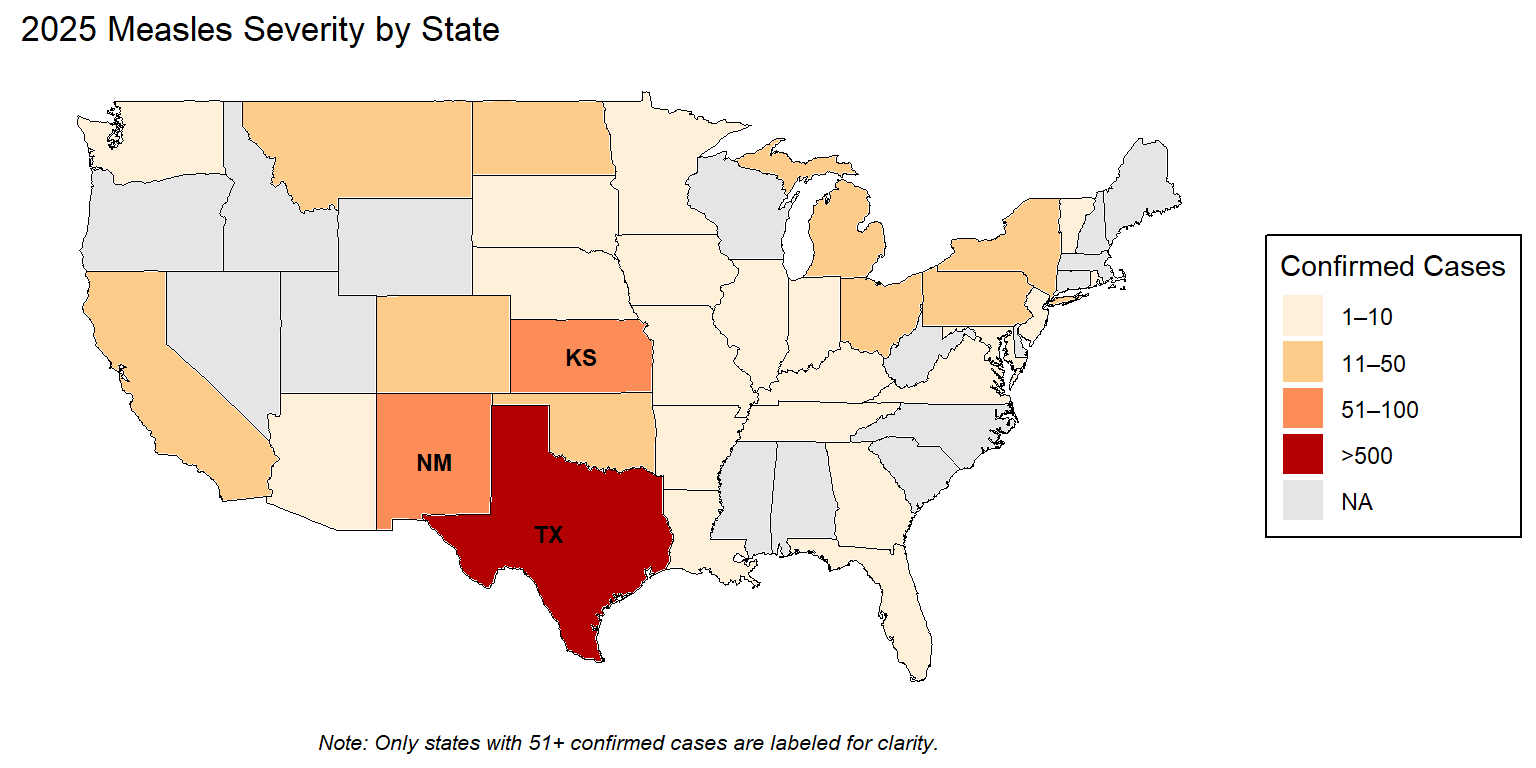 2025 Measles Severity by State
KS
NM
TX
Confirmed Cases
1–10
11–50
51–100
>500
NA
Note: Only states with 51+ confirmed cases are labeled for clarity.